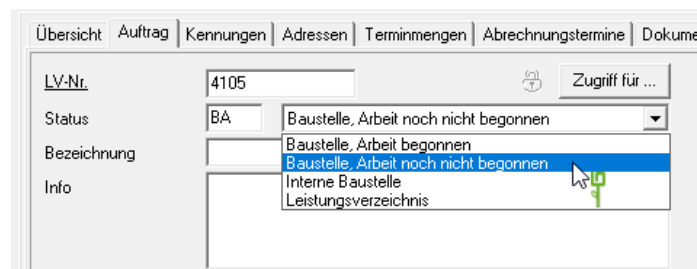 Übersicht Auftrag Kennungen Adressen Terminmengen Abrechnungstermine Dokume
LV-Nr. 4105 Zugriff für ...
Status BA Baustelle, Arbeit noch nicht begonnen
Bezeichnung Baustelle, Arbeit begonnen
Baustelle, Arbeit noch nicht begonnen
Info Interne Baustelle
Leistungsverzeichnis